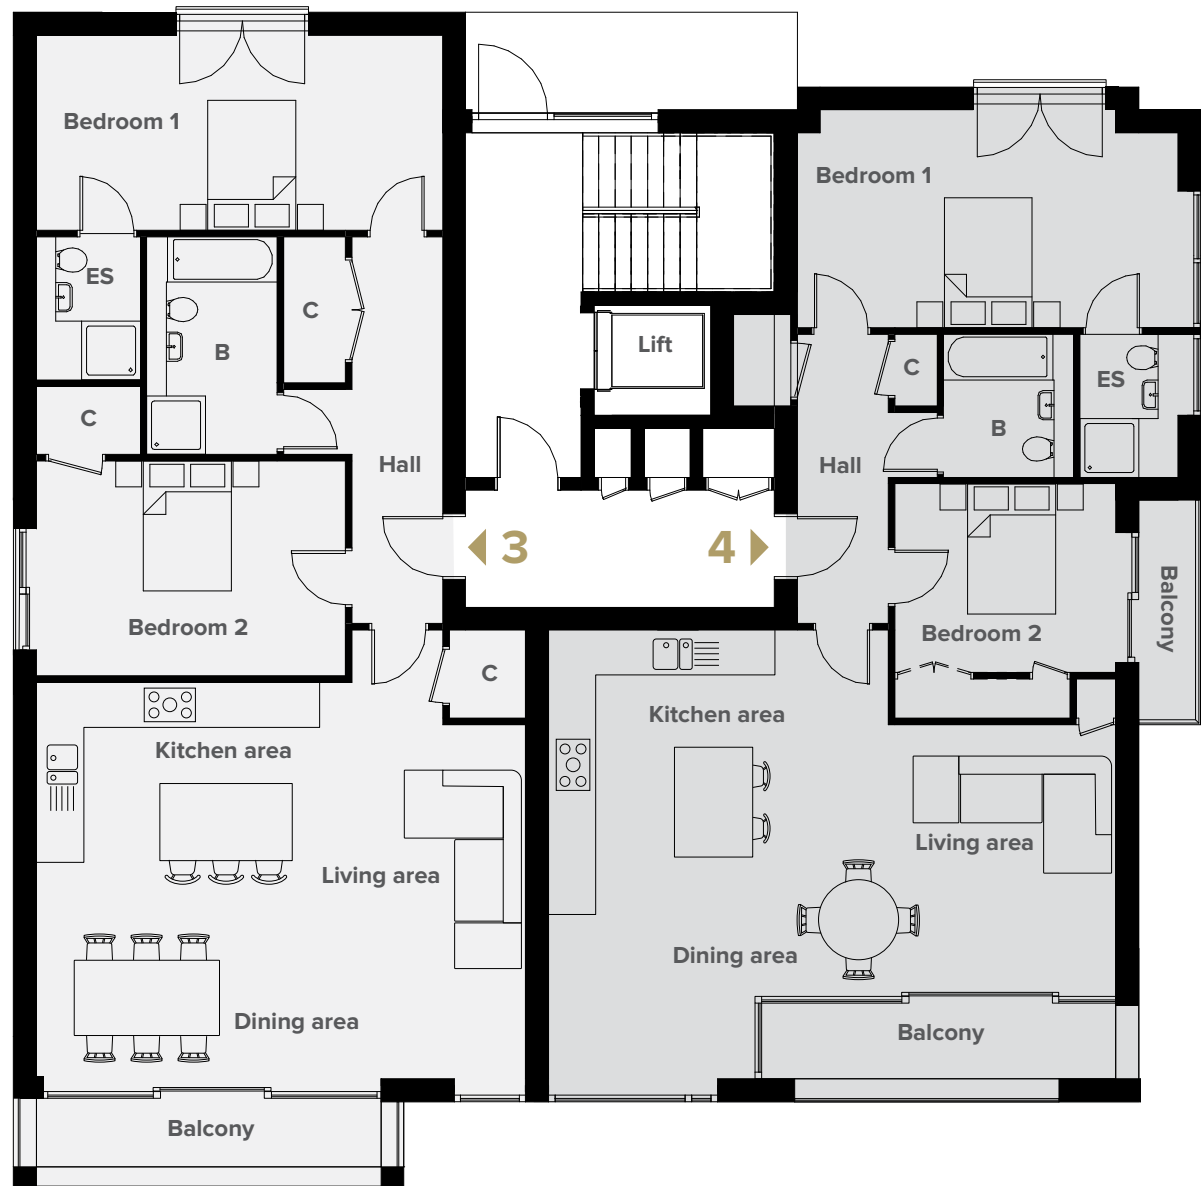 Bedroom 1
Bedroom 1
ES
C
B
Lift
C
ES
C
B
Hall
Hall
3
4
Balcony
Bedroom 2
Bedroom 2
C
Kitchen area
Kitchen area
Living area
Living area
Dining area
Dining area
Balcony
Balcony